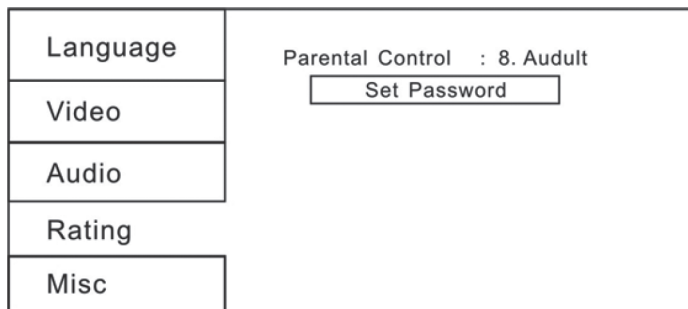 Language
Video
Audio
Rating
Misc
Parental Control : 8. Audult
Set Password